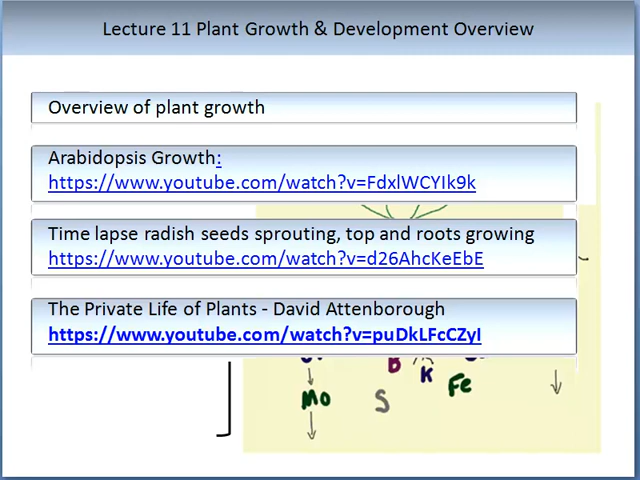 Lecture 11 Plant Growth & Development Overview
Overview of plant growth
Arabidopsis Growth:
https://www.youtube.com/watch?v=FdxlWCYIk9k
Time lapse radish seeds sprouting, top and roots growing
https://www.youtube.com/watch?v=d26AhcKeEbE
The Private Life of Plants - David Attenborough
https://www.youtube.com/watch?v=puDkLFcCZyI
B
K
Mo
S
Fe